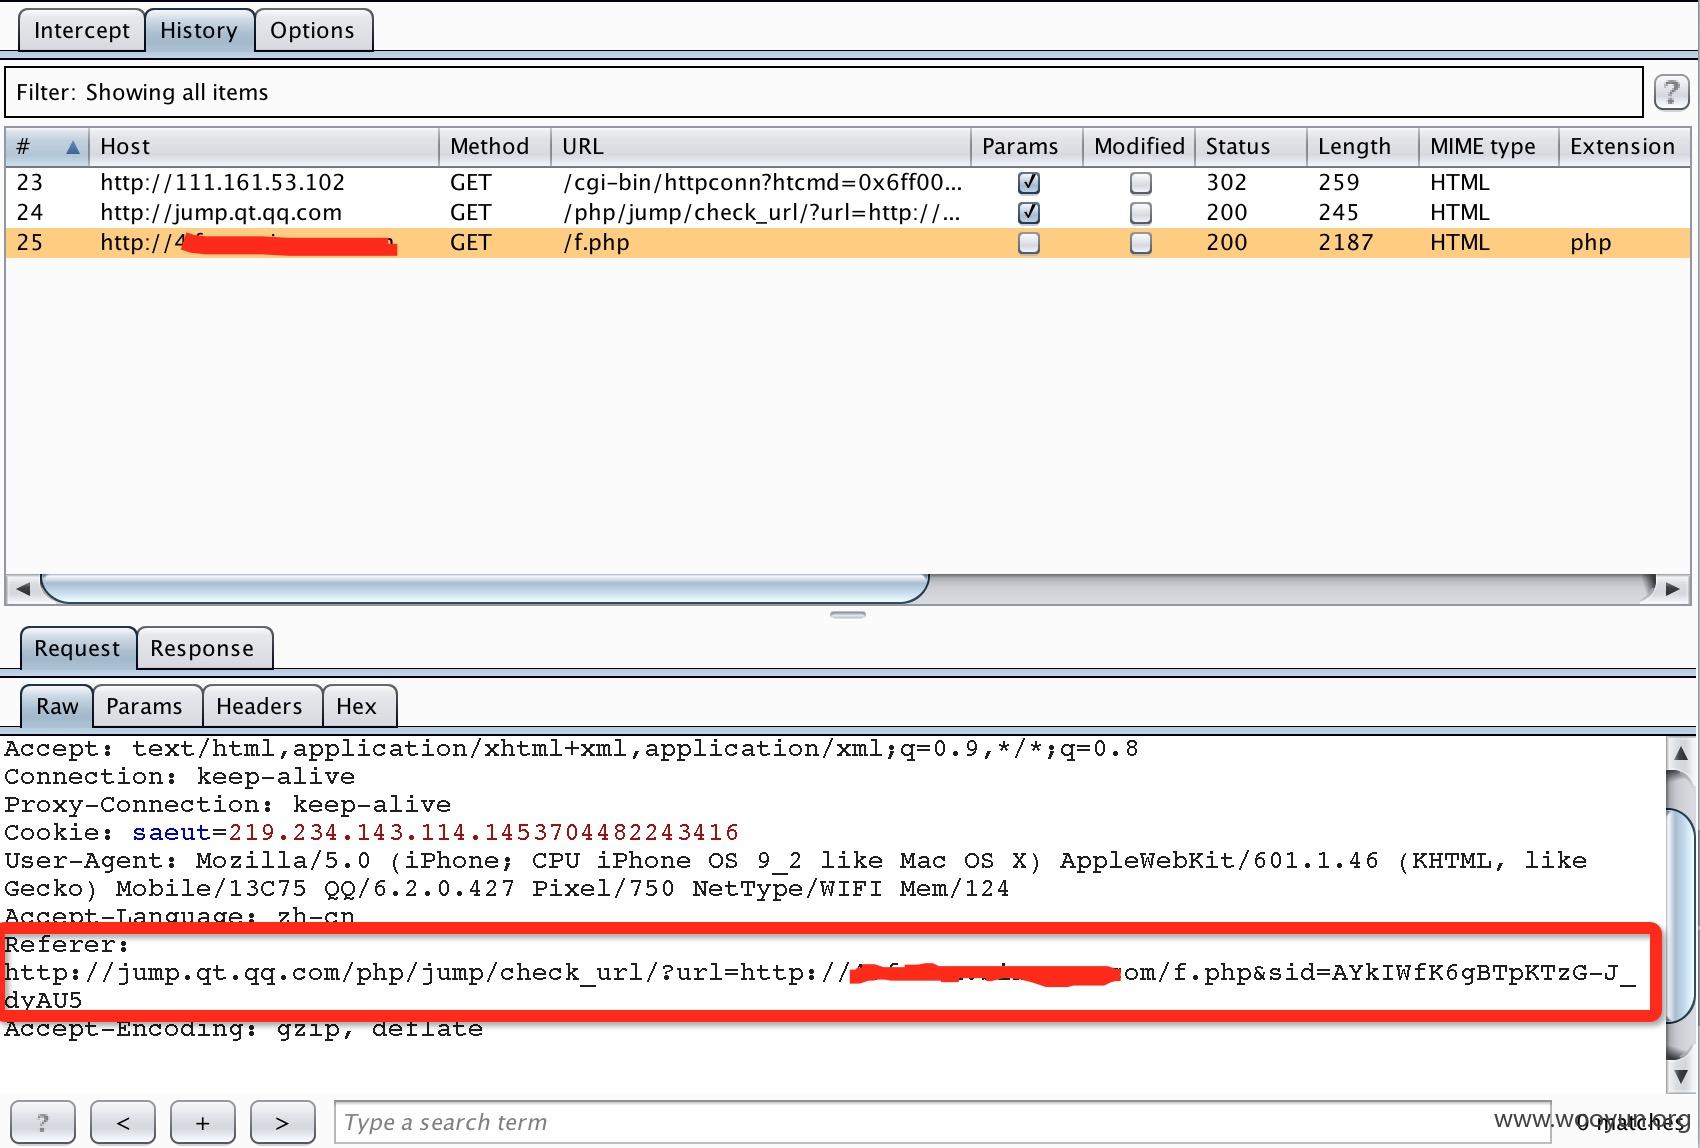 Intercept History Options
Filter: Showing all items ?
# Host Method URL Params Modified Status Length MIME type Extension
23 http://111.161.53.102 GET /cgi-bin/httpconn?htcmd=0x6ff00... 302 259 HTML
24 http://jump.qt.qq.com GET /php/jump/check_url/?url=http://... 200 245 HTML
25 http://4 GET /f.php 200 2187 HTML php
Request Response
Raw Params Headers Hex
Accept: text/html,application/xhtml+xml,application/xml;q=0.9,*/*;q=0.8
Connection: keep-alive
Proxy-Connection: keep-alive
Cookie: saeut=219.234.143.114.1453704482243416
User-Agent: Mozilla/5.0 (iPhone; CPU iPhone OS 9_2 like Mac OS X) AppleWebKit/601.1.46 (KHTML, like
Gecko) Mobile/13C75 QQ/6.2.0.427 Pixel/750 NetType/WIFI Mem/124
Accept-Language: zh-cn
Referer:
http://jump.qt.qq.com/php/jump/check_url/?url=http:// om/f.php&sid=AYkIWfK6gBTpKTzG-J_
dyAU5
Accept-Encoding: gzip, deflate
? < + > Type a search term 0 matches
www.wooyun.org